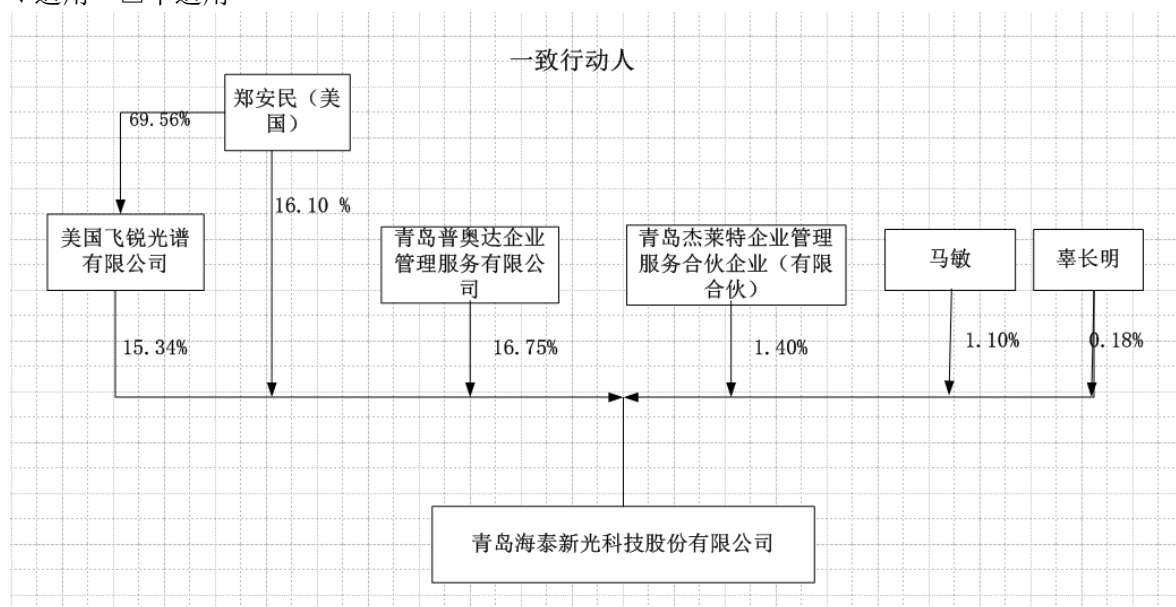 一致行动人
郑安民（美
国）
69.56%
16.10 %
美国飞锐光谱
有限公司
青岛普奥达企业
管理服务有限公
司
青岛杰莱特企业管理
服务合伙企业（有限
合伙）
马敏
辜长明
15.34%
16.75%
1.40%
1.10%
0.18%
青岛海泰新光科技股份有限公司